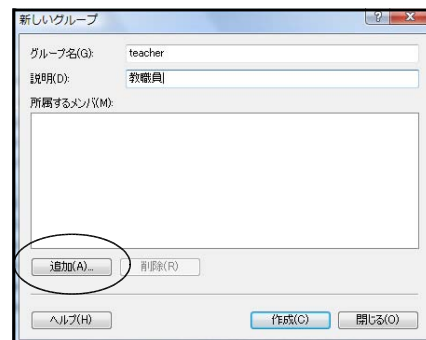 新しいグループ
グループ名(G): teacher
説明(D): 教職員
所属するメンバ(M):
追加(A)... 削除(R)
ヘルプ(H) 作成(C) 閉じる(O)